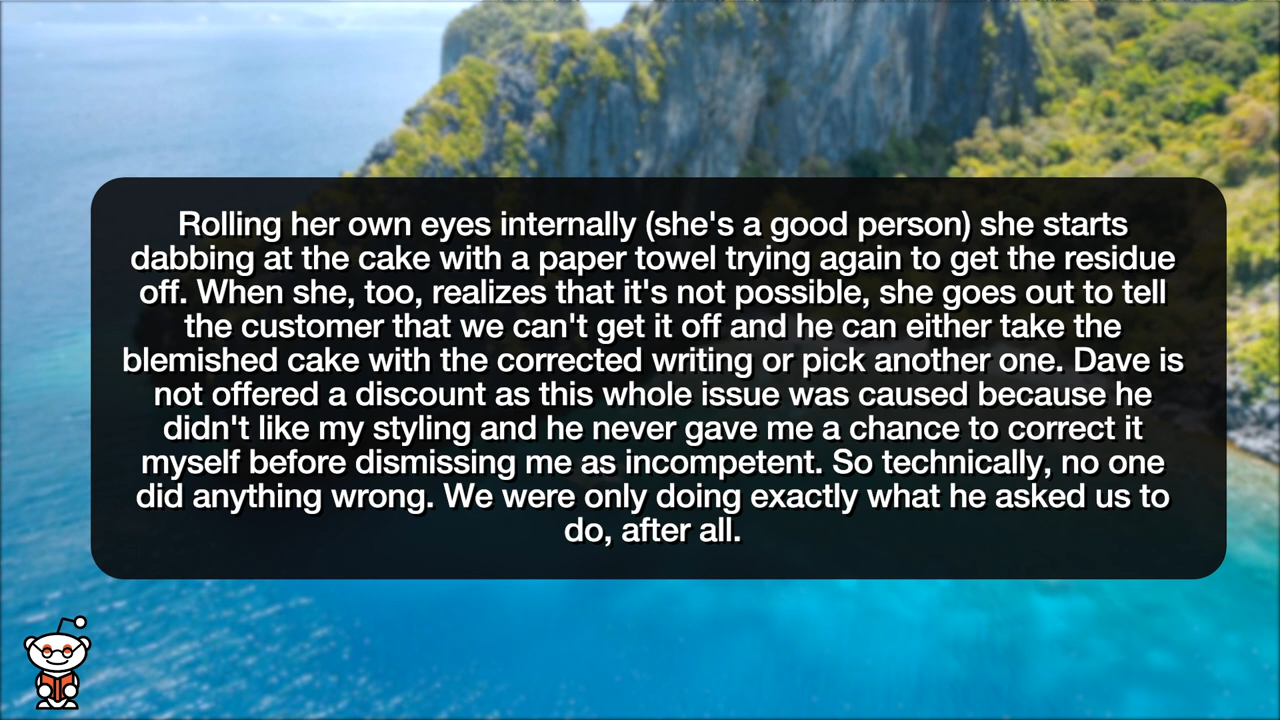 Rolling her own eyes internally (she's a good person) she starts
dabbing at the cake with a paper towel trying again to get the residue
off. When she, too, realizes that it's not possible, she goes out to tell
the customer that we can't get it off and he can either take the
blemished cake with the corrected writing or pick another one. Dave is
not offered a discount as this whole issue was caused because he
didn't like my styling and he never gave me a chance to correct it
myself before dismissing me as incompetent. So technically, no one
did anything wrong. We were only doing exactly what he asked us to
do, after all.